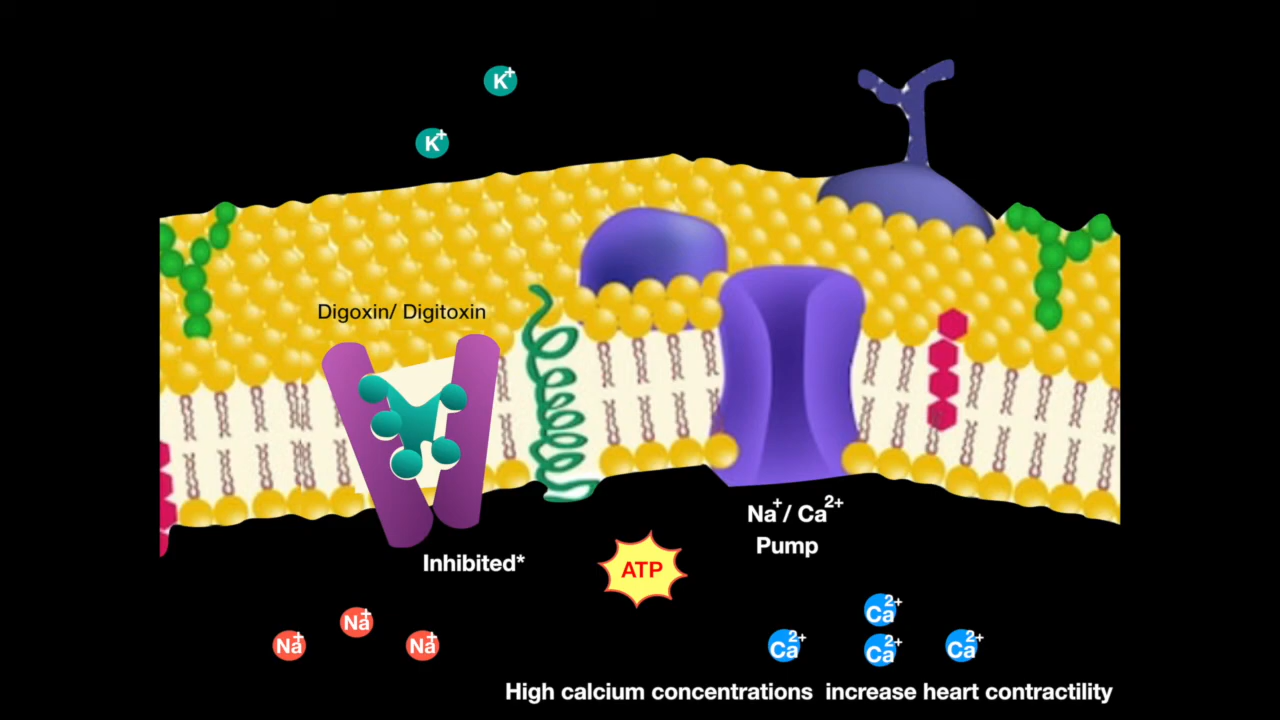 K+
K+
Digoxin/ Digitoxin
Na+/ Ca2+
Pump
Inhibited*
ATP
Na+
Na+
Na+
Ca2+
Ca2+
Ca2+
Ca2+
High calcium concentrations increase heart contractility